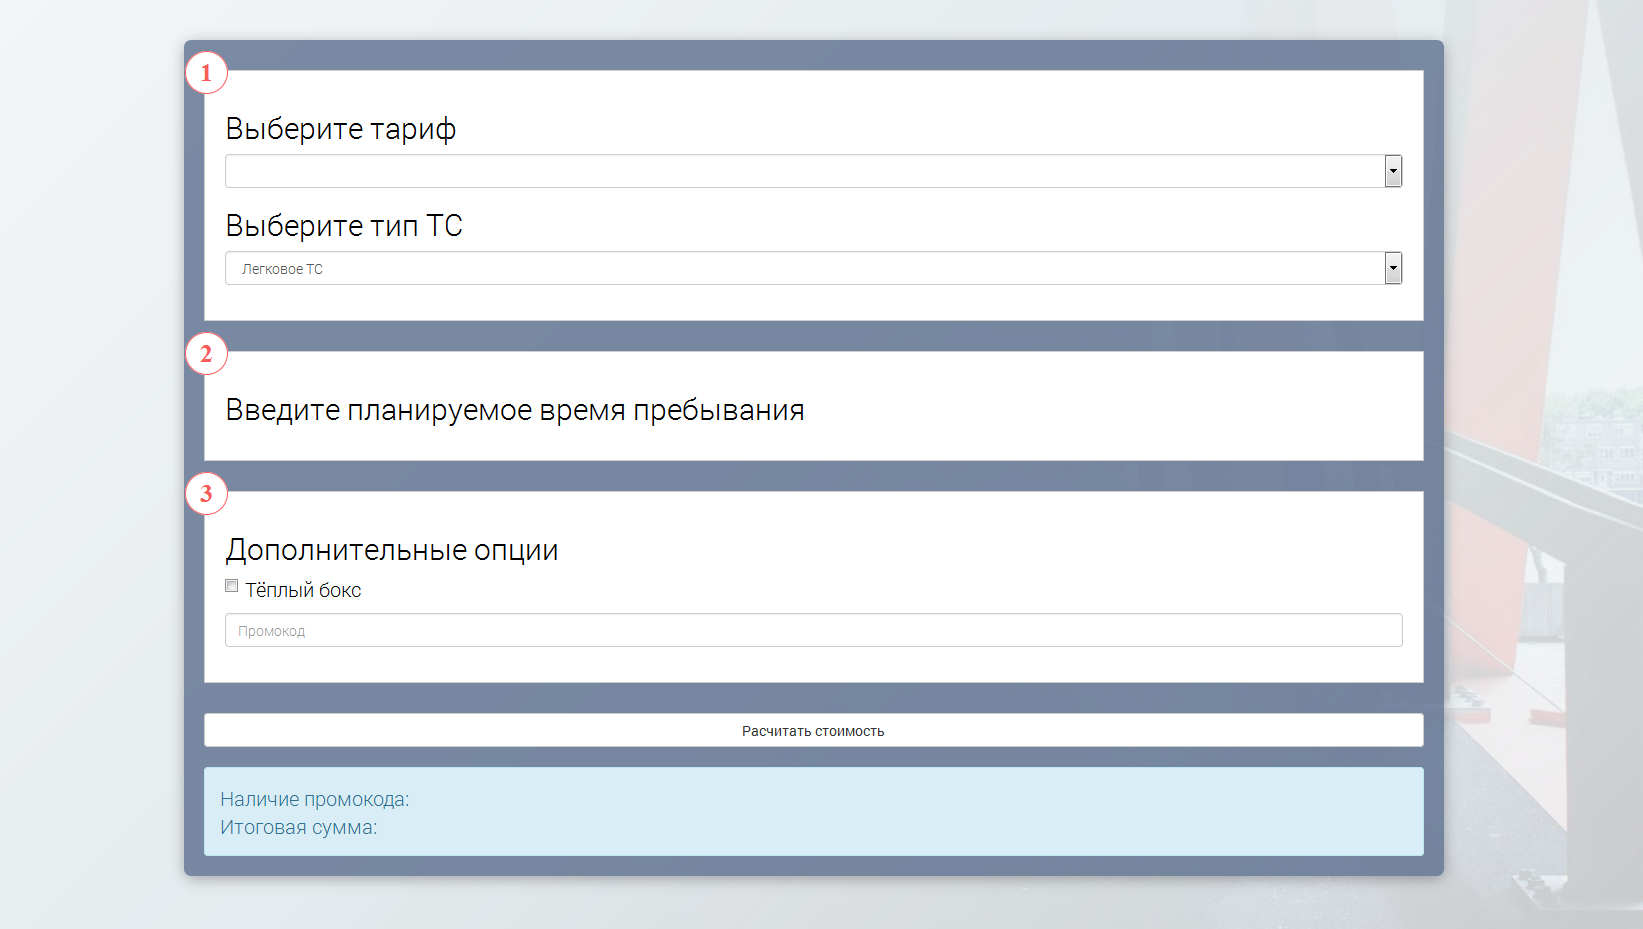 1
Выберите тариф
Выберите тип ТС
Легковое ТС
2
Введите планируемое время пребывания
3
Дополнительные опции
Тёплый бокс
Промокод
Расчитать стоимость
Наличие промокода:
Итоговая сумма: